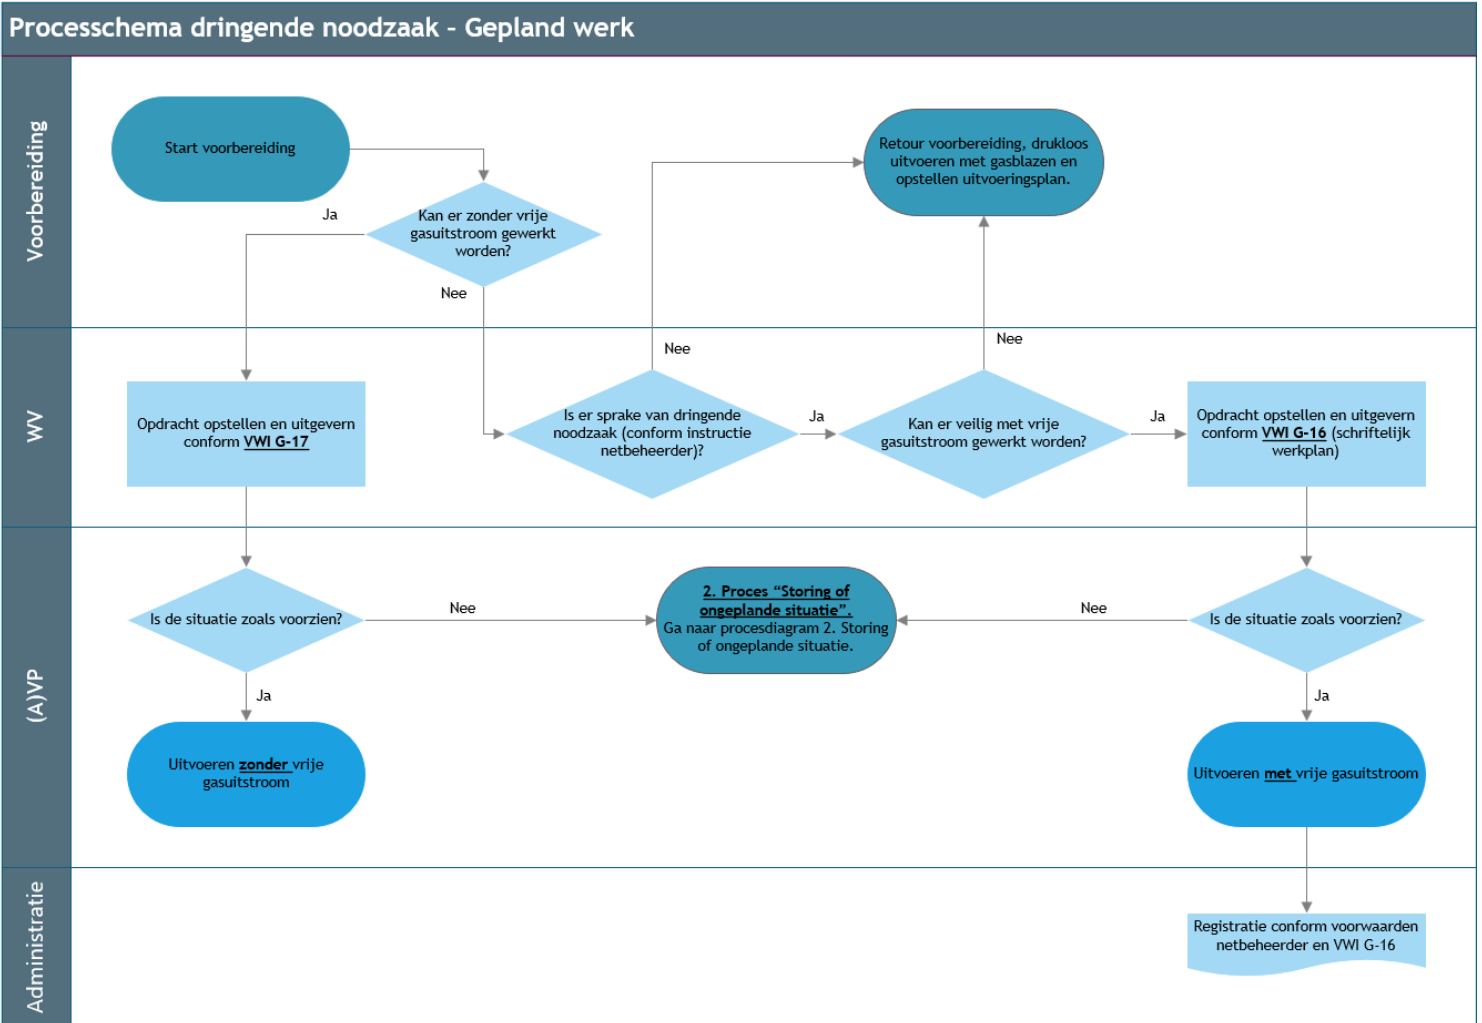 Processchema dringende noodzaak – Gepland werk
Voorbereiding
Start voorbereiding
Retour voorbereiding, drukloos
uitvoeren met gasblazen en
opstellen uitvoeringsplan.
Ja
Kan er zonder vrije
gasuitstroom gewerkt
worden?
Nee
WV
Nee
Nee
Opdracht opstellen en uitgevern
conform VWI G-17
Is er sprake van dringende
noodzaak (conform instructie
netbeheerder)?
Ja
Kan er veilig met vrije
gasuitstroom gewerkt worden?
Ja
Opdracht opstellen en uitgevern
conform VWI G-16 (schriftelijk
werkplan)
(A)VP
Is de situatie zoals voorzien?
Nee
2. Proces “Storing of
ongeplande situatie”.
Ga naar procesdiagram 2. Storing
of ongeplande situatie.
Nee
Is de situatie zoals voorzien?
Ja
Ja
Uitvoeren zonder vrije
gasuitstroom
Uitvoeren met vrije gasuitstroom
Administratie
Registratie conform voorwaarden
netbeheerder en VWI G-16